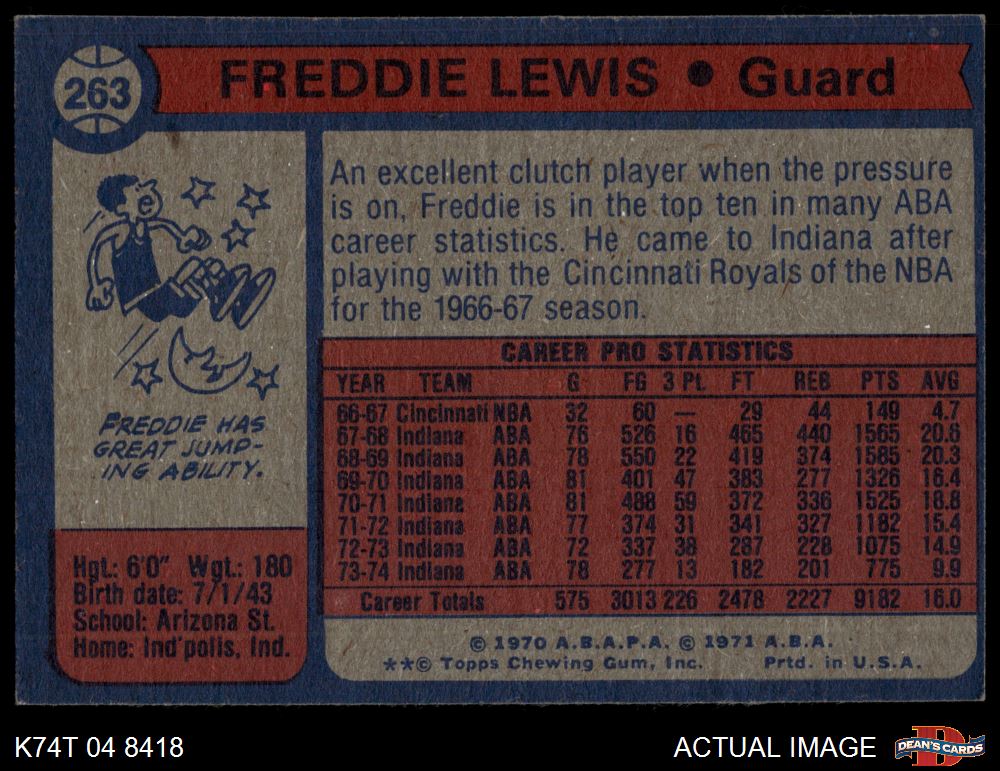 263
FREDDIE LEWIS • Guard
An excellent clutch player when the pressure
is on, Freddie is in the top ten in many ABA
career statistics. He came to Indiana after
playing with the Cincinnati Royals of the NBA
for the 1966-67 season.
FREDDIE HAS
GREAT JUMP-
ING ABILITY.
Hgt.: 6'0" Wgt.: 180
Birth date: 7/1/43
School: Arizona St.
Home: Ind'polis, Ind.
CAREER PRO STATISTICS
YEAR TEAM G FG 3 Pt. FT REB PTS AVG
66-67 Cincinnati NBA 32 60 — 29 44 149 4.7
67-68 Indiana ABA 76 526 16 465 440 1565 20.6
68-69 Indiana ABA 78 550 22 419 374 1585 20.3
69-70 Indiana ABA 81 401 47 383 277 1326 16.4
70-71 Indiana ABA 81 488 59 372 336 1525 18.8
71-72 Indiana ABA 77 374 31 341 327 1182 15.4
72-73 Indiana ABA 72 337 38 287 228 1075 14.9
73-74 Indiana ABA 78 277 13 182 201 775 9.9
Career Totals 575 3013 226 2478 2227 9182 16.0
© 1970 A.B.A.P.A. © 1971 A.B.A.
**© Topps Chewing Gum, Inc. Prtd. in U.S.A.
K74T 04 8418
ACTUAL IMAGE
DEAN'S CARDS